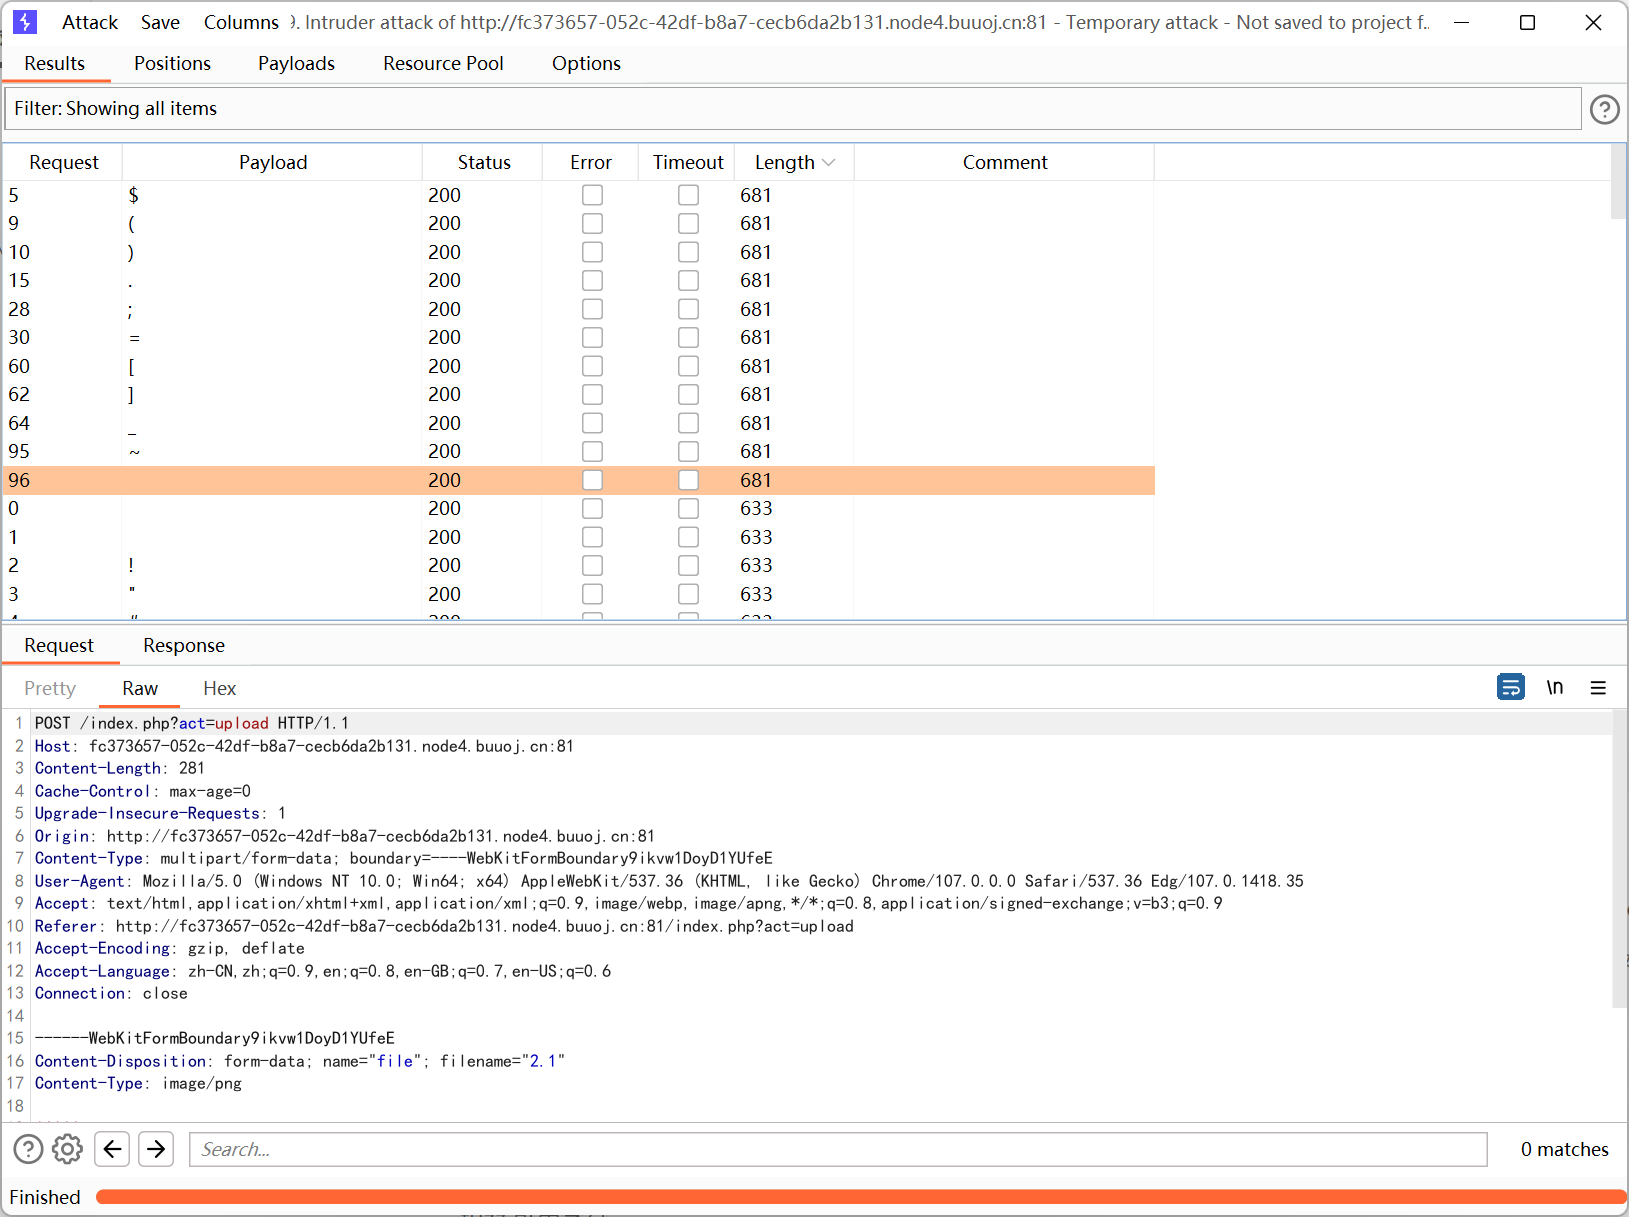 Attack Save Columns 9. Intruder attack of http://fc373657-052c-42df-b8a7-cecb6da2b131.node4.buuoj.cn:81 - Temporary attack - Not saved to project f..
Results Positions Payloads Resource Pool Options
Filter: Showing all items
Request Payload Status Error Timeout Length Comment
5 $ 200 681
9 ( 200 681
10 ) 200 681
15 . 200 681
28 ; 200 681
30 = 200 681
60 [ 200 681
62 ] 200 681
64 _ 200 681
95 ~ 200 681
96 200 681
0 200 633
1 200 633
2 ! 200 633
3 " 200 633
4 # 200 633
Request Response
Pretty Raw Hex \n
1 POST /index.php?act=upload HTTP/1.1
2 Host: fc373657-052c-42df-b8a7-cecb6da2b131.node4.buuoj.cn:81
3 Content-Length: 281
4 Cache-Control: max-age=0
5 Upgrade-Insecure-Requests: 1
6 Origin: http://fc373657-052c-42df-b8a7-cecb6da2b131.node4.buuoj.cn:81
7 Content-Type: multipart/form-data; boundary=----WebKitFormBoundary9ikvw1DoyD1YUfeE
8 User-Agent: Mozilla/5.0 (Windows NT 10.0; Win64; x64) AppleWebKit/537.36 (KHTML, like Gecko) Chrome/107.0.0.0 Safari/537.36 Edg/107.0.1418.35
9 Accept: text/html,application/xhtml+xml,application/xml;q=0.9,image/webp,image/apng,*/*;q=0.8,application/signed-exchange;v=b3;q=0.9
10 Referer: http://fc373657-052c-42df-b8a7-cecb6da2b131.node4.buuoj.cn:81/index.php?act=upload
11 Accept-Encoding: gzip, deflate
12 Accept-Language: zh-CN,zh;q=0.9,en;q=0.8,en-GB;q=0.7,en-US;q=0.6
13 Connection: close
14
15 ------WebKitFormBoundary9ikvw1DoyD1YUfeE
16 Content-Disposition: form-data; name="file"; filename="2.1"
17 Content-Type: image/png
18
Search... 0 matches
Finished